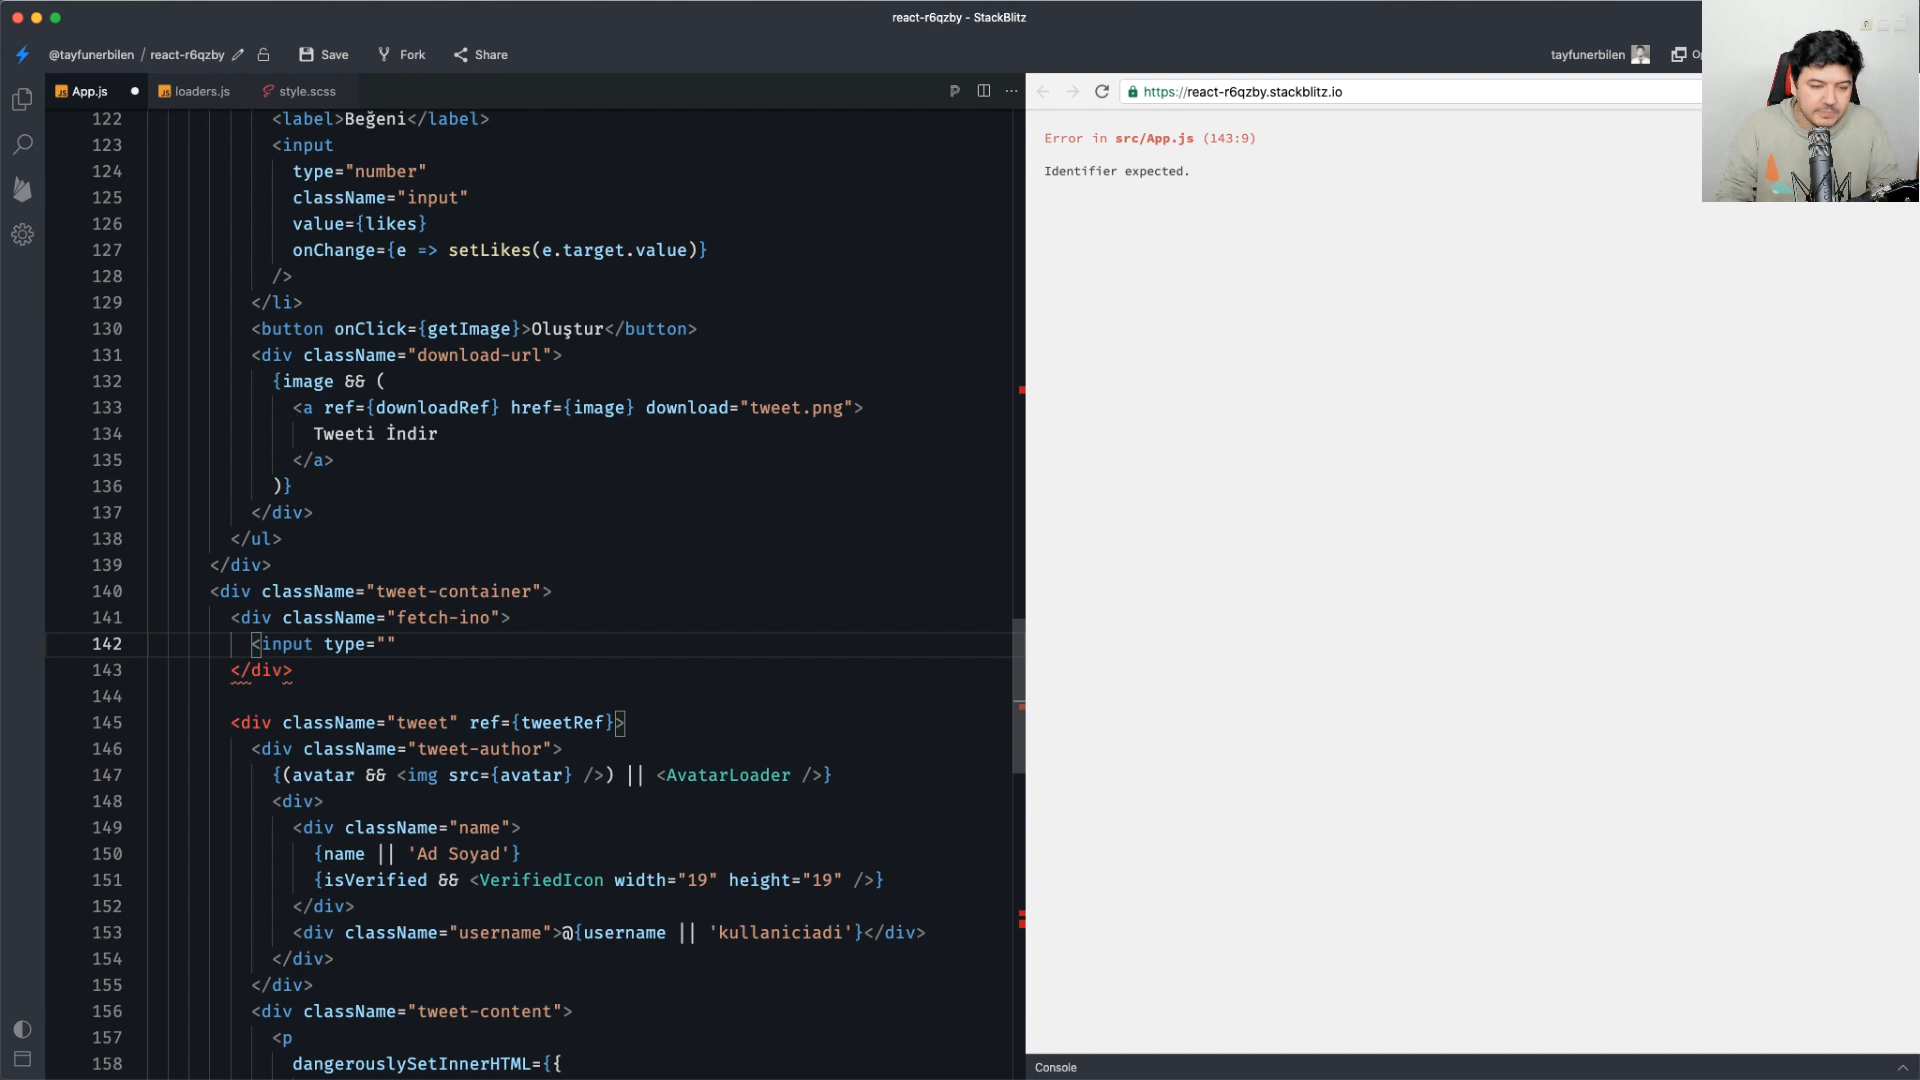 react-r6qzby - StackBlitz
@tayfunerbilen / react-r6qzby
Save
Fork
Share
tayfunerbilen
App.js
loaders.js
style.scss
https://react-r6qzby.stackblitz.io
122 <label>Beğeni</label>
123 <input
124 type="number"
125 className="input"
126 value={likes}
127 onChange={e => setLikes(e.target.value)}
128 />
129 </li>
130 <button onClick={getImage}>Oluştur</button>
131 <div className="download-url">
132 {image && (
133 <a ref={downloadRef} href={image} download="tweet.png">
134 Tweeti İndir
135 </a>
136 )}
137 </div>
138 </ul>
139 </div>
140 <div className="tweet-container">
141 <div className="fetch-ino">
142 <input type=""
143 </div>
144
145 <div className="tweet" ref={tweetRef}>
146 <div className="tweet-author">
147 {(avatar && <img src={avatar} />) || <AvatarLoader />}
148 <div>
149 <div className="name">
150 {name || 'Ad Soyad'}
151 {isVerified && <VerifiedIcon width="19" height="19" />}
152 </div>
153 <div className="username">@{username || 'kullaniciadi'}</div>
154 </div>
155 </div>
156 <div className="tweet-content">
157 <p
158 dangerouslySetInnerHTML={{
Error in src/App.js (143:9)
Identifier expected.
Console